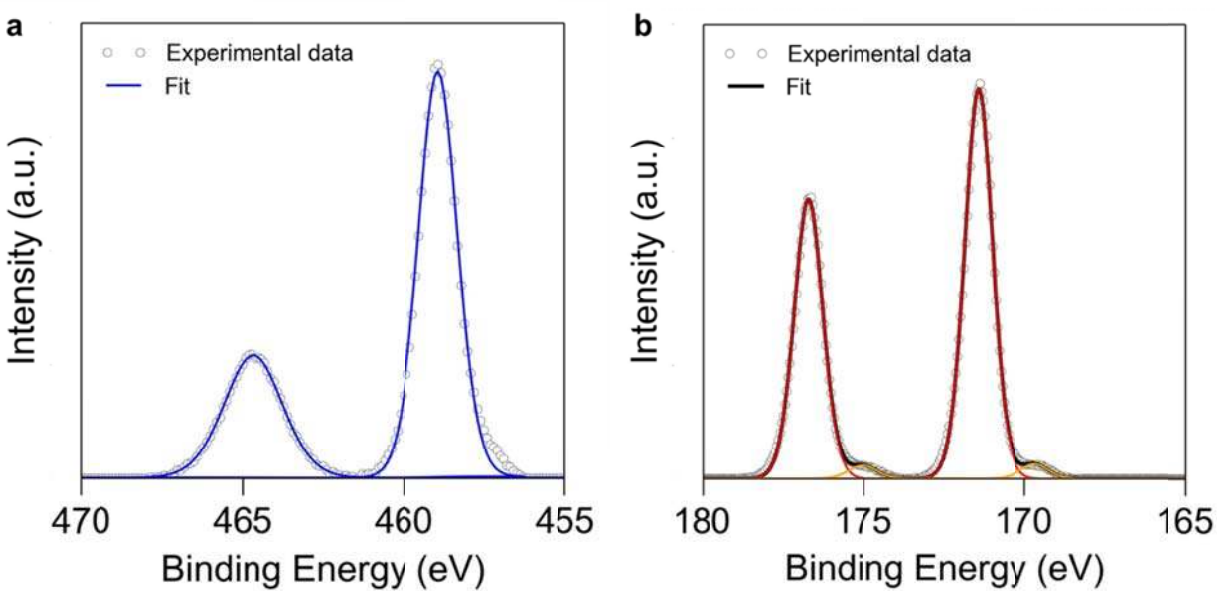 a
Experimental data
Fit
Intensity (a.u.)
470 465 460 455
Binding Energy (eV)
b
Experimental data
Fit
Intensity (a.u.)
180 175 170 165
Binding Energy (eV)